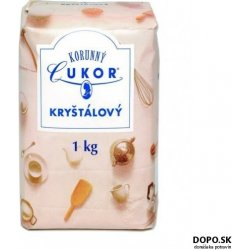 KORUNNÝ
CUKOR
KRYŠTÁLOVÝ
1 kg
DOPO.SK
donáška potravín